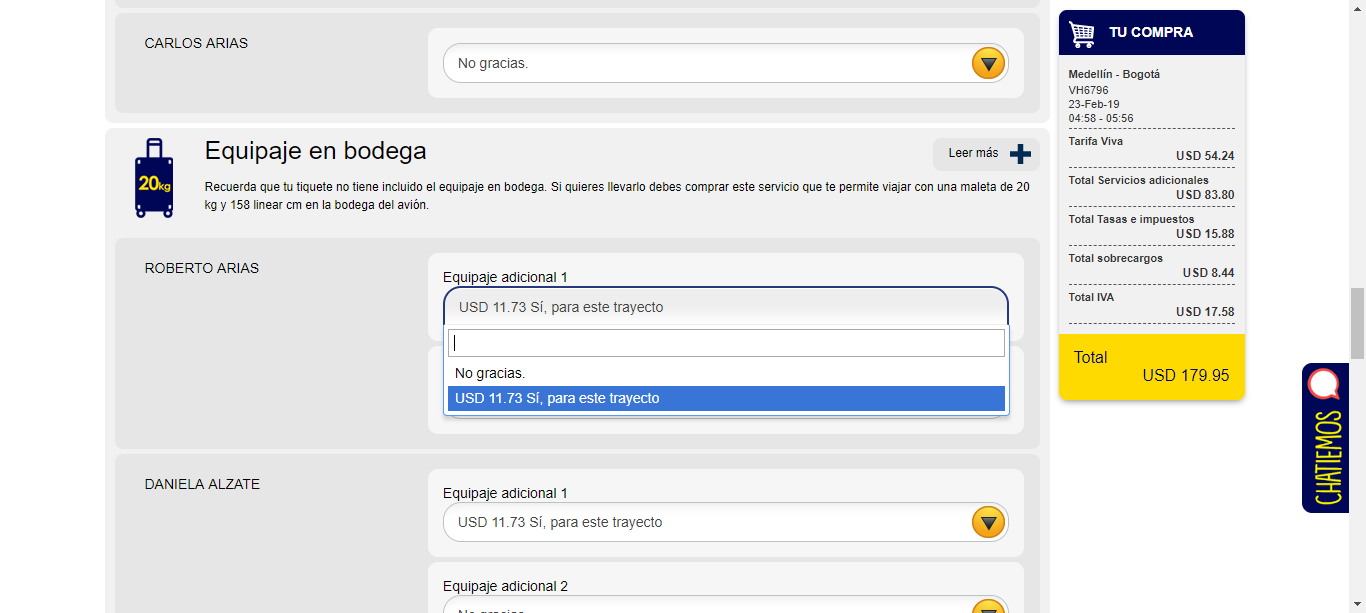 CARLOS ARIAS
No gracias.
20kg
Equipaje en bodega
Leer más
Recuerda que tu tiquete no tiene incluido el equipaje en bodega. Si quieres llevarlo debes comprar este servicio que te permite viajar con una maleta de 20
kg y 158 linear cm en la bodega del avión.
ROBERTO ARIAS
Equipaje adicional 1
USD 11.73 Sí, para este trayecto
No gracias.
USD 11.73 Sí, para este trayecto
DANIELA ALZATE
Equipaje adicional 1
USD 11.73 Sí, para este trayecto
Equipaje adicional 2
No gracias.
TU COMPRA
Medellín - Bogotá
VH6796
23-Feb-19
04:58 - 05:56
Tarifa Viva
USD 54.24
Total Servicios adicionales
USD 83.80
Total Tasas e impuestos
USD 15.88
Total sobrecargos
USD 8.44
Total IVA
USD 17.58
Total
USD 179.95
CHATIEMOS